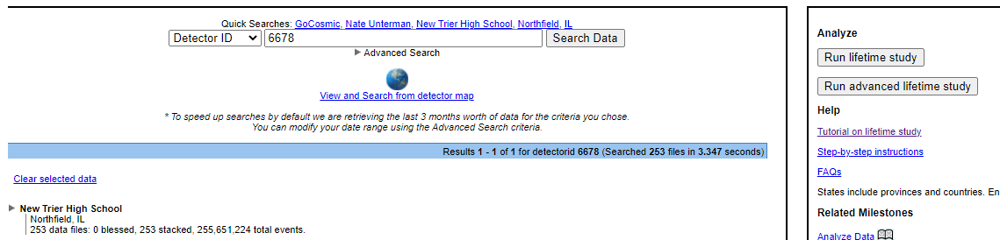 Quick Searches: GoCosmic, Nate Unterman, New Trier High School, Northfield, IL
Detector ID 6678 Search Data
Advanced Search
View and Search from detector map
* To speed up searches by default we are retrieving the last 3 months worth of data for the criteria you chose.
You can modify your date range using the Advanced Search criteria.
Results 1 - 1 of 1 for detectorid 6678 (Searched 253 files in 3.347 seconds)
Clear selected data
New Trier High School
Northfield, IL
253 data files: 0 blessed, 253 stacked, 255,651,224 total events.
Analyze
Run lifetime study
Run advanced lifetime study
Help
Tutorial on lifetime study
Step-by-step instructions
FAQs
States include provinces and countries. En
Related Milestones
Analyze Data